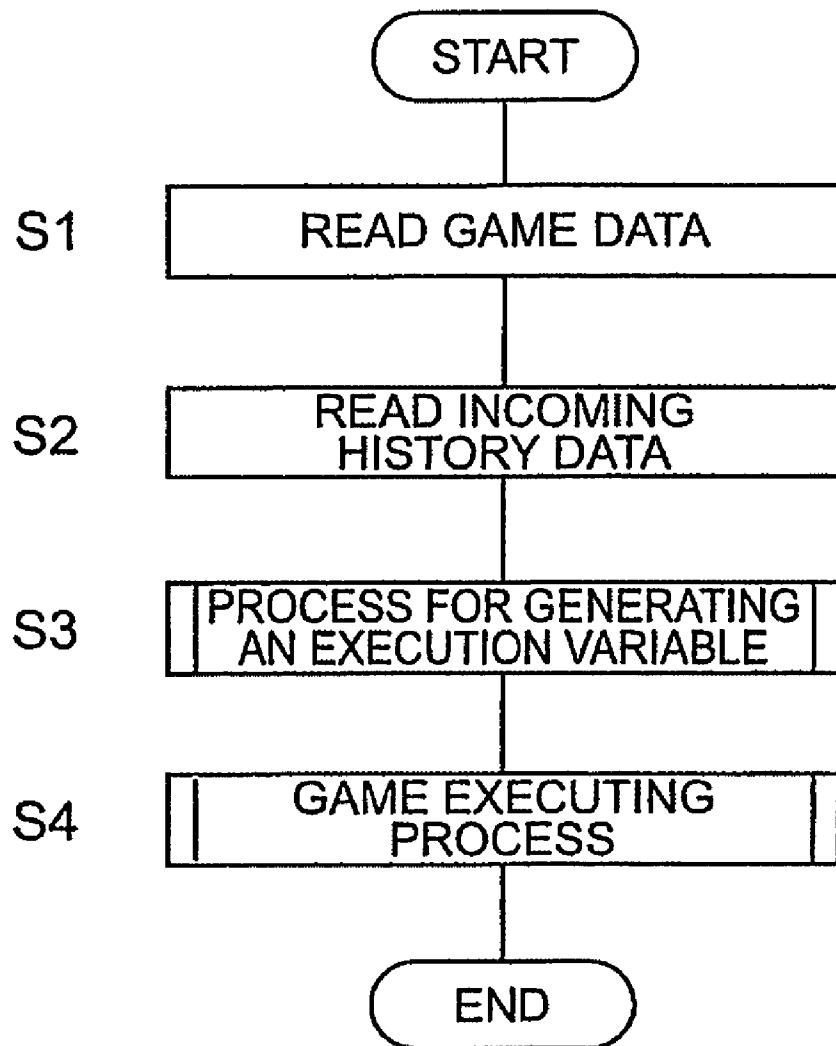 START
S1
READ GAME DATA
S2
READ INCOMING
HISTORY DATA
S3
PROCESS FOR GENERATING
AN EXECUTION VARIABLE
S4
GAME EXECUTING
PROCESS
END